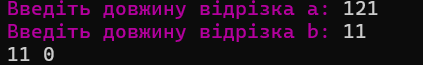 Введіть довжину відрізка a: 121
Введіть довжину відрізка b: 11
11 0